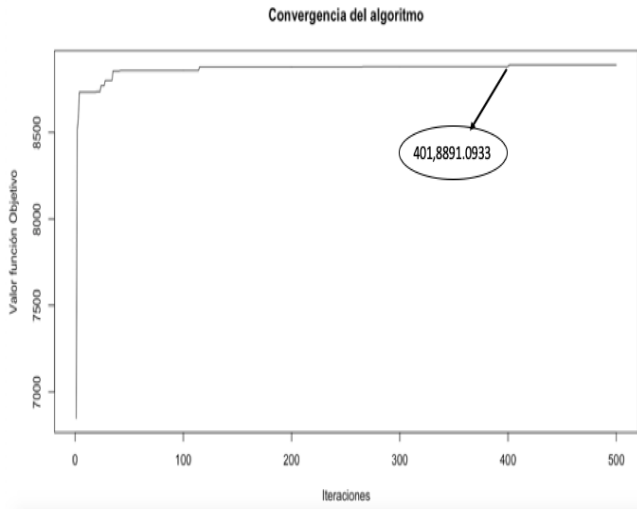 Convergencia del algoritmo
Valor función Objetivo
8500
8000
7500
7000
401,8891.0933
0 100 200 300 400 500
Iteraciones